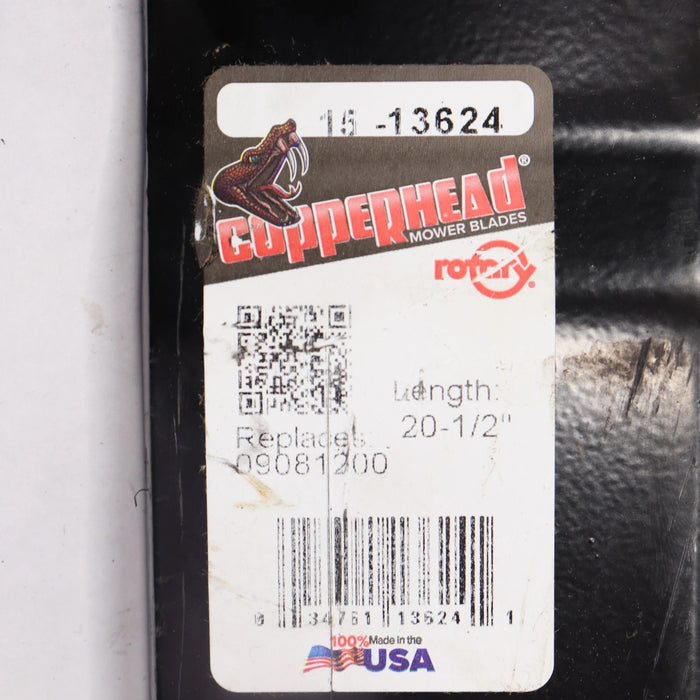 15 -13624
COPPERHEAD®
MOWER BLADES
rotary®
Length:
20-1/2"
Replaces:
09081200
0 34761 13624 1
100% Made in the
USA